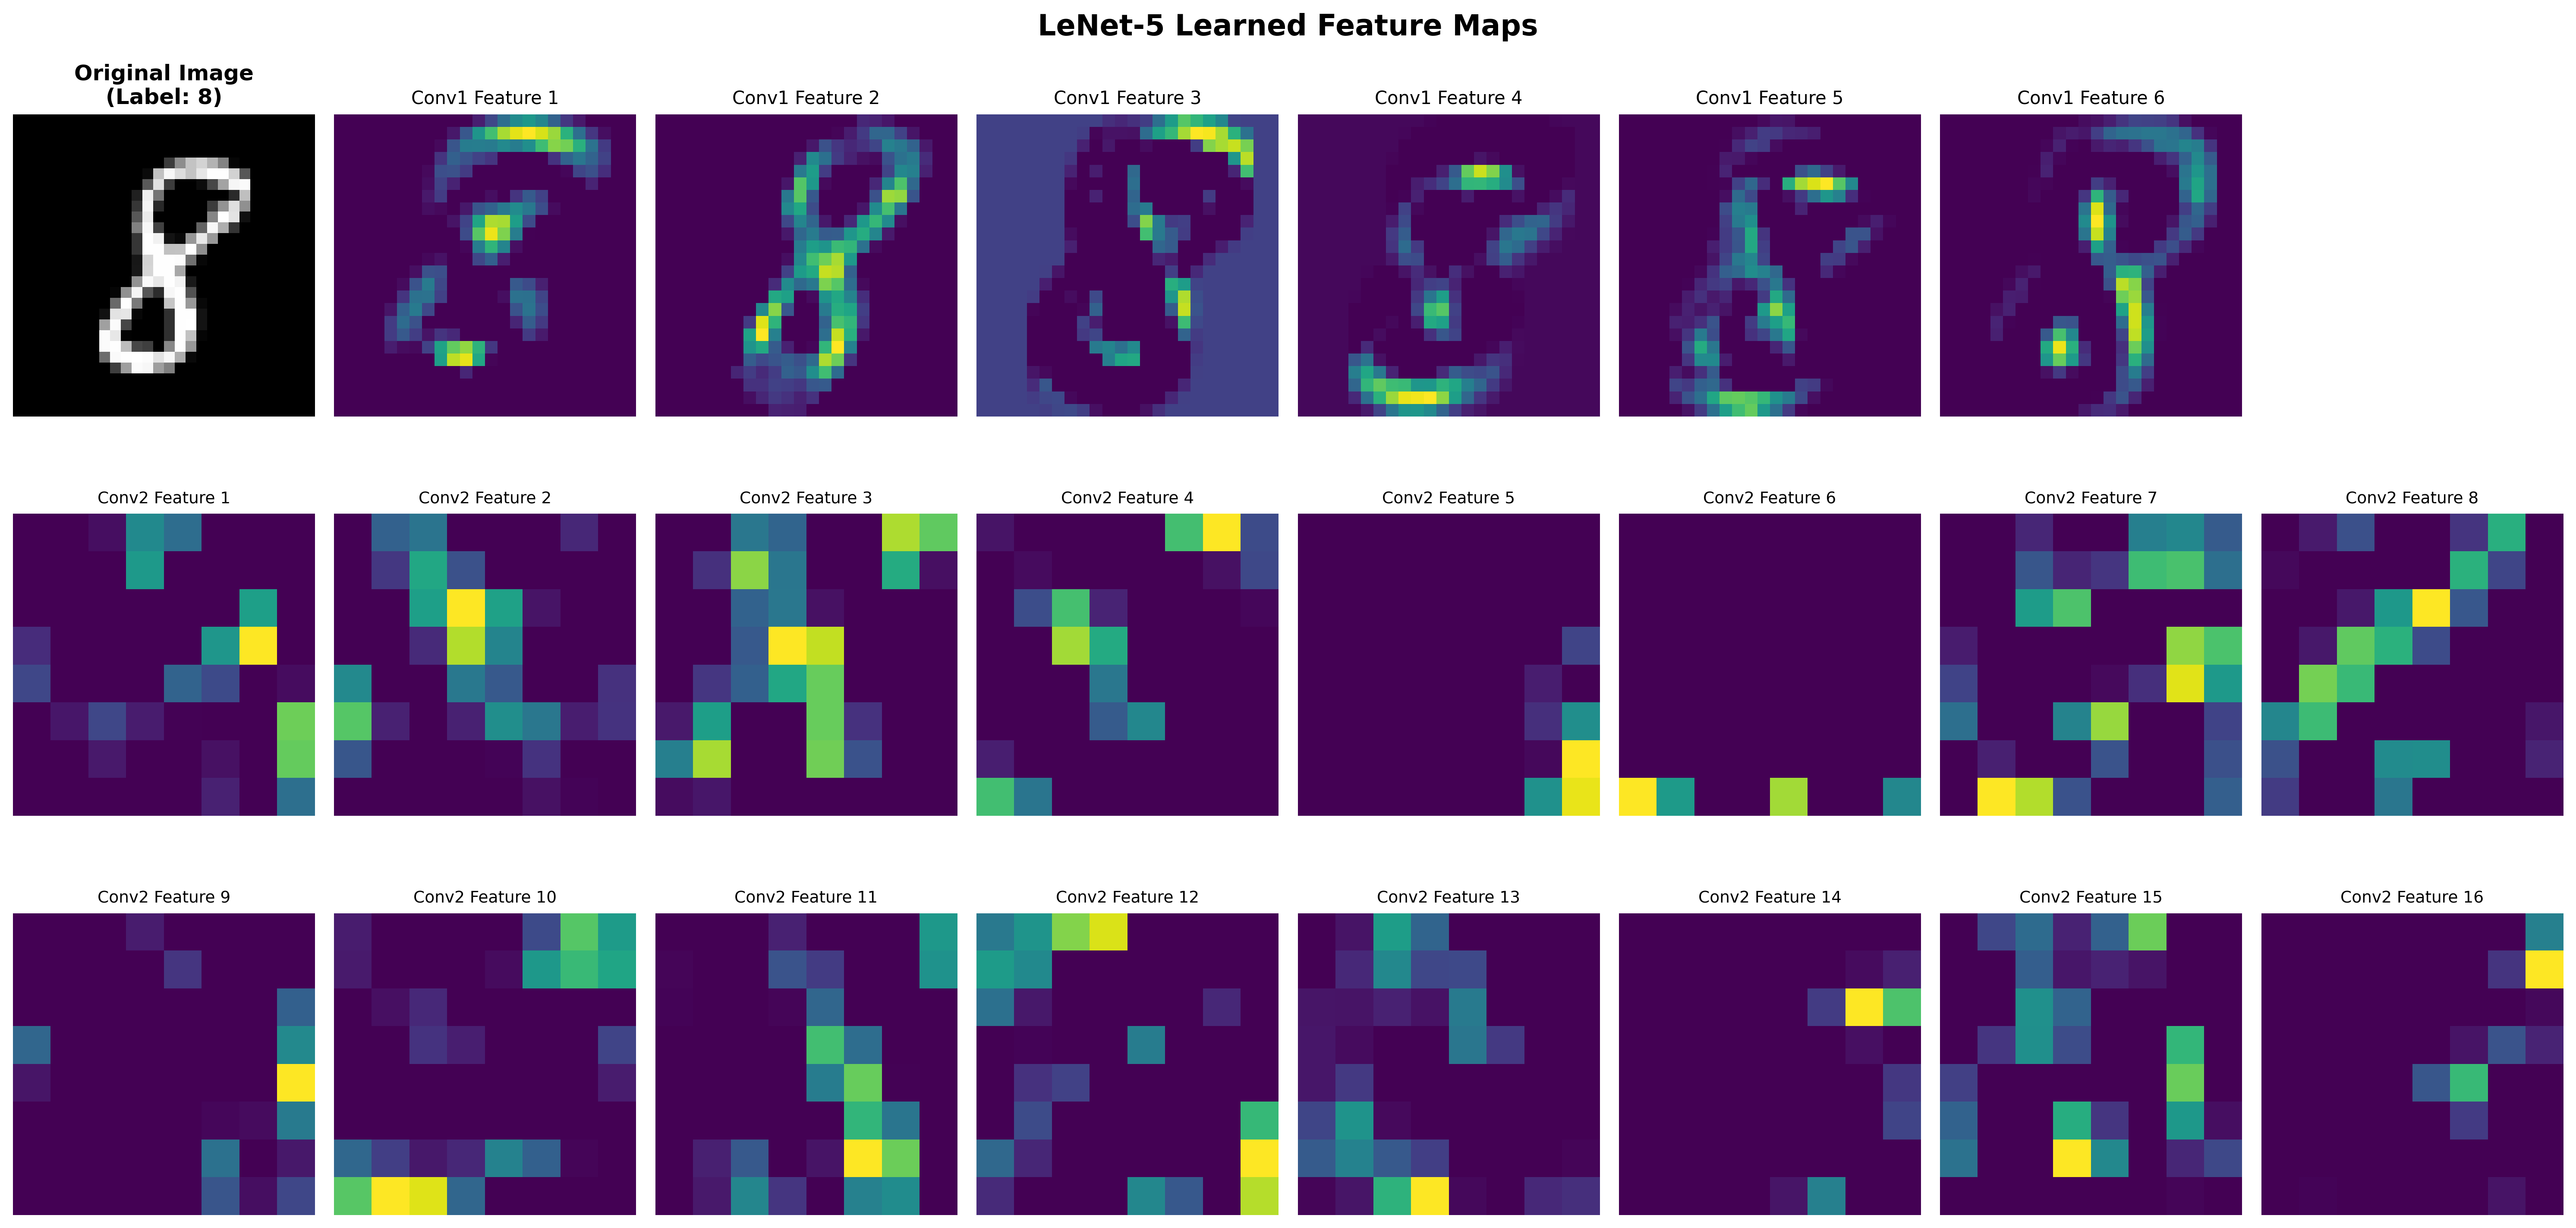 LeNet-5 Learned Feature Maps
Original Image
(Label: 8)
Conv1 Feature 1
Conv1 Feature 2
Conv1 Feature 3
Conv1 Feature 4
Conv1 Feature 5
Conv1 Feature 6
8
Conv2 Feature 1
Conv2 Feature 2
Conv2 Feature 3
Conv2 Feature 4
Conv2 Feature 5
Conv2 Feature 6
Conv2 Feature 7
Conv2 Feature 8
Conv2 Feature 9
Conv2 Feature 10
Conv2 Feature 11
Conv2 Feature 12
Conv2 Feature 13
Conv2 Feature 14
Conv2 Feature 15
Conv2 Feature 16